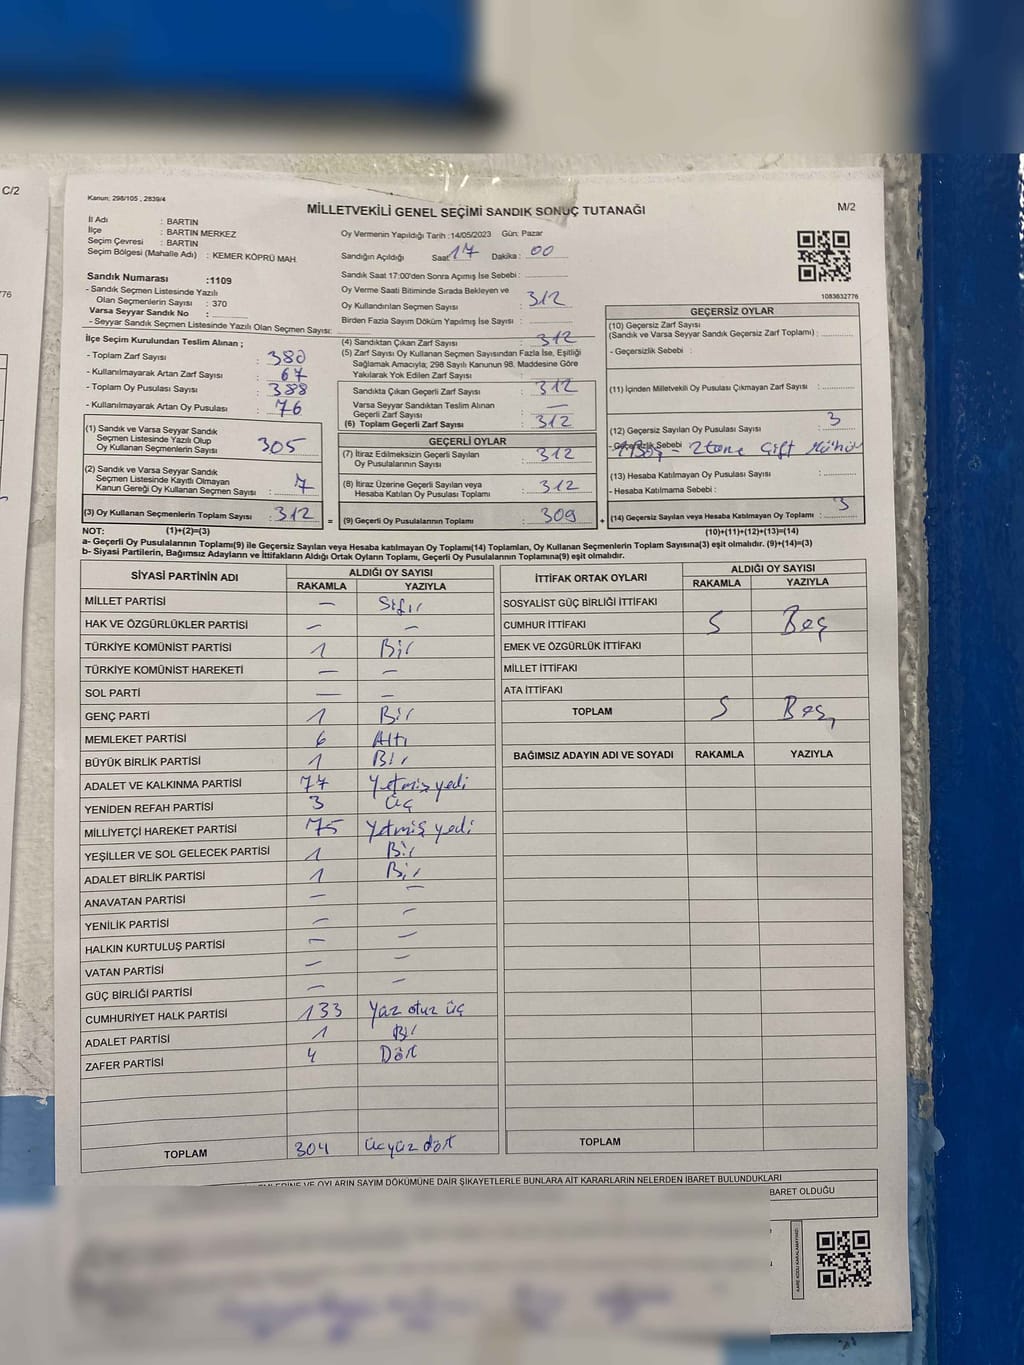 C/2
Kanun: 298/105 , 2839/4
MİLLETVEKİLİ GENEL SEÇİMİ SANDIK SONUÇ TUTANAĞI
M/2
İl Adı : BARTIN
İlçe : BARTIN MERKEZ
Seçim Çevresi : BARTIN
Seçim Bölgesi (Mahalle Adı) : KEMER KÖPRÜ MAH.
Sandık Numarası :1109
- Sandık Seçmen Listesinde Yazılı
Olan Seçmenlerin Sayısı : 370
Varsa Seyyar Sandık No :
- Seyyar Sandık Seçmen Listesinde Yazılı Olan Seçmen Sayısı:
Oy Vermenin Yapıldığı Tarih :14/05/2023 Gün: Pazar
Sandığın Açıldığı Saat: 17 Dakika : 00
Sandık Saat 17:00'den Sonra Açımış İse Sebebi :
Oy Verme Saati Bitiminde Sırada Bekleyen ve
Oy Kullandırılan Seçmen Sayısı : 312
Birden Fazla Sayım Döküm Yapılmış İse Sayısı :
1083632776
776
İlçe Seçim Kurulundan Teslim Alınan ;
- Toplam Zarf Sayısı : 380
- Kullanılmayarak Artan Zarf Sayısı : 67
- Toplam Oy Pusulası Sayısı : 388
- Kullanılmayarak Artan Oy Pusulası : 76
(1) Sandık ve Varsa Seyyar Sandık
Seçmen Listesinde Yazılı Olup
Oy Kullanan Seçmenlerin Sayısı : 305
(2) Sandık ve Varsa Seyyar Sandık
Seçmen Listesinde Kayıtlı Olmayan
Kanun Gereği Oy Kullanan Seçmen Sayısı : 7
(3) Oy Kullanan Seçmenlerin Toplam Sayısı : 312
(4) Sandıktan Çıkan Zarf Sayısı : 312
(5) Zarf Sayısı Oy Kullanan Seçmen Sayısından Fazla İse, Eşitliği
Sağlamak Amacıyla; 298 Sayılı Kanunun 98. Maddesine Göre
Yakılarak Yok Edilen Zarf Sayısı :
Sandıkta Çıkan Geçerli Zarf Sayısı : 312
Varsa Seyyar Sandıktan Teslim Alınan
Geçerli Zarf Sayısı : —
(6) Toplam Geçerli Zarf Sayısı : 312
GEÇERLİ OYLAR
(7) İtiraz Edilmeksizin Geçerli Sayılan
Oy Pusulalarının Sayısı : 312
(8) İtiraz Üzerine Geçerli Sayılan veya
Hesaba Katılan Oy Pusulası Toplamı : 312
= (9) Geçerli Oy Pusulalarının Toplamı : 309 +
GEÇERSİZ OYLAR
(10) Geçersiz Zarf Sayısı
(Sandık ve Varsa Seyyar Sandık Geçersiz Zarf Toplamı) :
- Geçersizlik Sebebi :
(11) İçinden Milletvekili Oy Pusulası Çıkmayan Zarf Sayısı :
(12) Geçersiz Sayılan Oy Pusulası Sayısı : 3
- Geçersizlik Sebebi 2 tane Çift Mühür
(13) Hesaba Katılmayan Oy Pusulası Sayısı :
- Hesaba Katılmama Sebebi :
(14) Geçersiz Sayılan veya Hesaba Katılmayan Oy Pusulası Toplamı : 3
NOT: (1)+(2)=(3) (10)+(11)+(12)+(13)=(14)
a- Geçerli Oy Pusulalarının Toplamı(9) ile Geçersiz Sayılan veya Hesaba katılmayan Oy Toplamı(14) Toplamları, Oy Kullanan Seçmenlerin Toplam Sayısına(3) eşit olmalıdır. (9)+(14)=(3)
b- Siyasi Partilerin, Bağımsız Adayların ve İttifakların Aldığı Ortak Oyların Toplamı, Geçerli Oy Pusulalarının Toplamına(9) eşit olmalıdır.
SİYASİ PARTİNİN ADI ALDIĞI OY SAYISI
RAKAMLA YAZIYLA
MİLLET PARTİSİ — Sıfır
HAK VE ÖZGÜRLÜKLER PARTİSİ — —
TÜRKİYE KOMÜNİST PARTİSİ 1 Bir
TÜRKİYE KOMÜNİST HAREKETİ — —
SOL PARTİ — —
GENÇ PARTİ 1 Bir
MEMLEKET PARTİSİ 6 Altı
BÜYÜK BİRLİK PARTİSİ 1 Bir
ADALET VE KALKINMA PARTİSİ 77 Yetmiş yedi
YENİDEN REFAH PARTİSİ 3 Üç
MİLLİYETÇİ HAREKET PARTİSİ 75 Yetmiş yedi
YEŞİLLER VE SOL GELECEK PARTİSİ 1 Bir
ADALET BİRLİK PARTİSİ 1 Bir
ANAVATAN PARTİSİ — —
YENİLİK PARTİSİ — —
HALKIN KURTULUŞ PARTİSİ — —
VATAN PARTİSİ — —
GÜÇ BİRLİĞİ PARTİSİ — —
CUMHURİYET HALK PARTİSİ 133 Yüz otuz üç
ADALET PARTİSİ 1 Bir
ZAFER PARTİSİ 4 Dört
TOPLAM 304 Üçyüz dört
İTTİFAK ORTAK OYLARI ALDIĞI OY SAYISI
RAKAMLA YAZIYLA
SOSYALİST GÜÇ BİRLİĞİ İTTİFAKI
CUMHUR İTTİFAKI 5 Beş
EMEK VE ÖZGÜRLÜK İTTİFAKI
MİLLET İTTİFAKI
ATA İTTİFAKI
TOPLAM 5 Beş
BAĞIMSIZ ADAYIN ADI VE SOYADI RAKAMLA YAZIYLA
TOPLAM
VE OYLARIN SAYIM DÖKÜMÜNE DAİR ŞİKAYETLERLE BUNLARA AİT KARARLARIN NELERDEN İBARET BULUNDUKLARI
BARET OLDUĞU